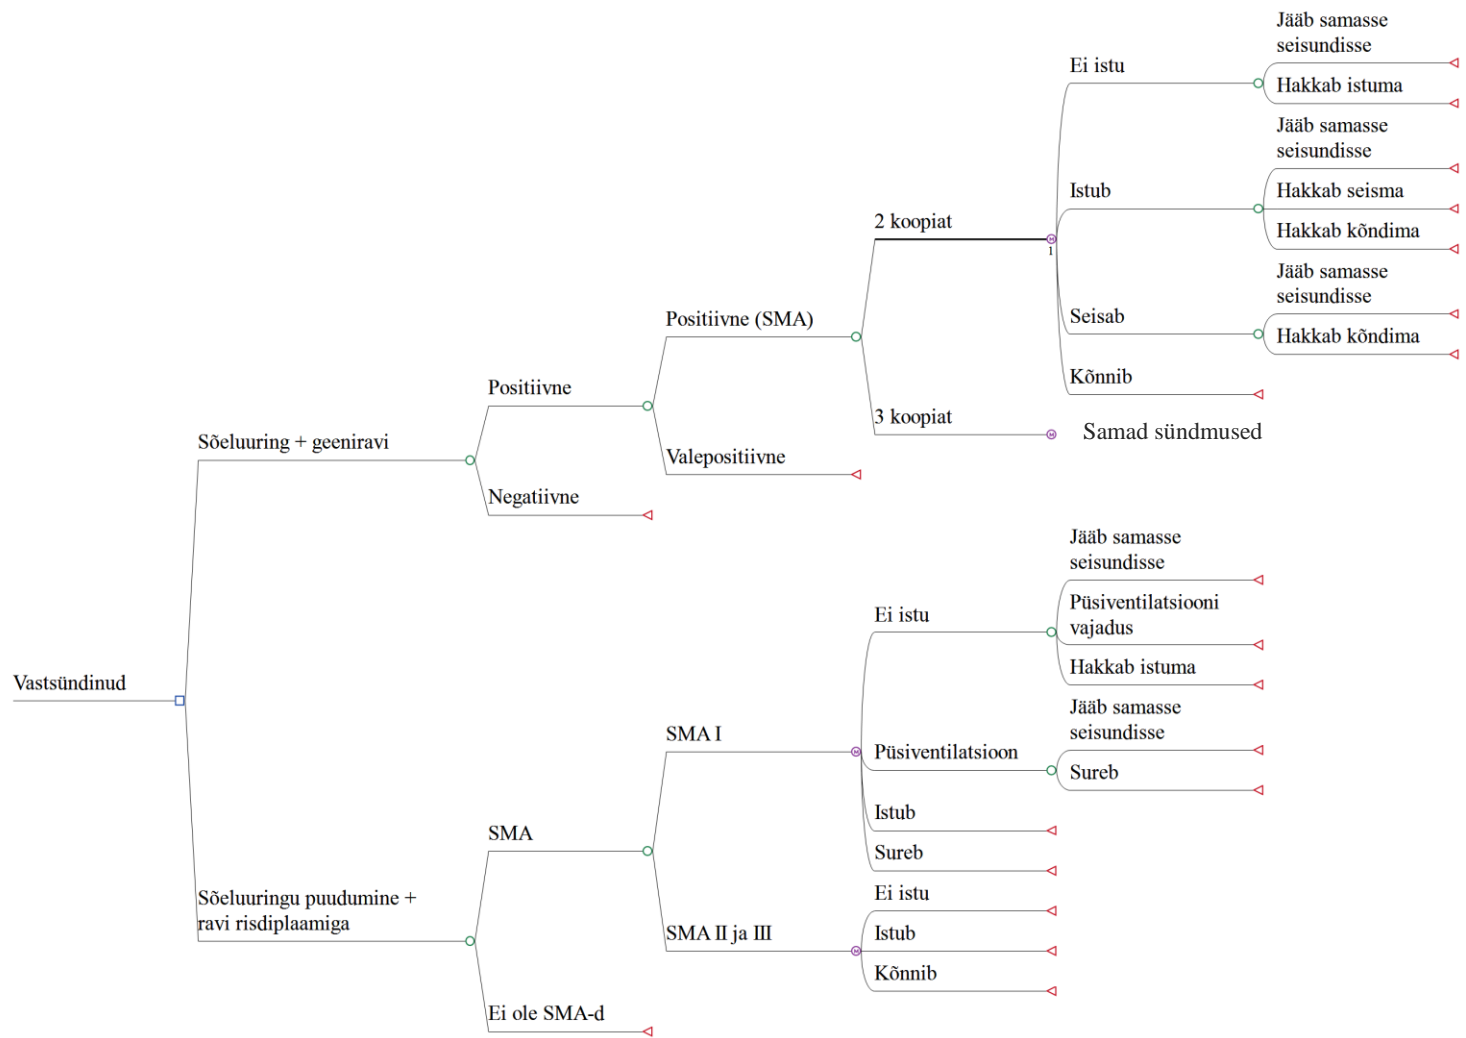 Vastsündinud
Sõeluuring + geeniravi
Positiivne
Positiivne (SMA)
2 koopiat
1
Ei istu
Jääb samasse
seisundisse
Hakkab istuma
Istub
Jääb samasse
seisundisse
Hakkab seisma
Hakkab kõndima
Seisab
Jääb samasse
seisundisse
Hakkab kõndima
Kõnnib
3 koopiat
Samad sündmused
Valepositiivne
Negatiivne
Sõeluuringu puudumine +
ravi risdiplaamiga
SMA
SMA I
Ei istu
Jääb samasse
seisundisse
Püsiventilatsiooni
vajadus
Hakkab istuma
Püsiventilatsioon
Jääb samasse
seisundisse
Sureb
Istub
Sureb
SMA II ja III
Ei istu
Istub
Kõnnib
Ei ole SMA-d